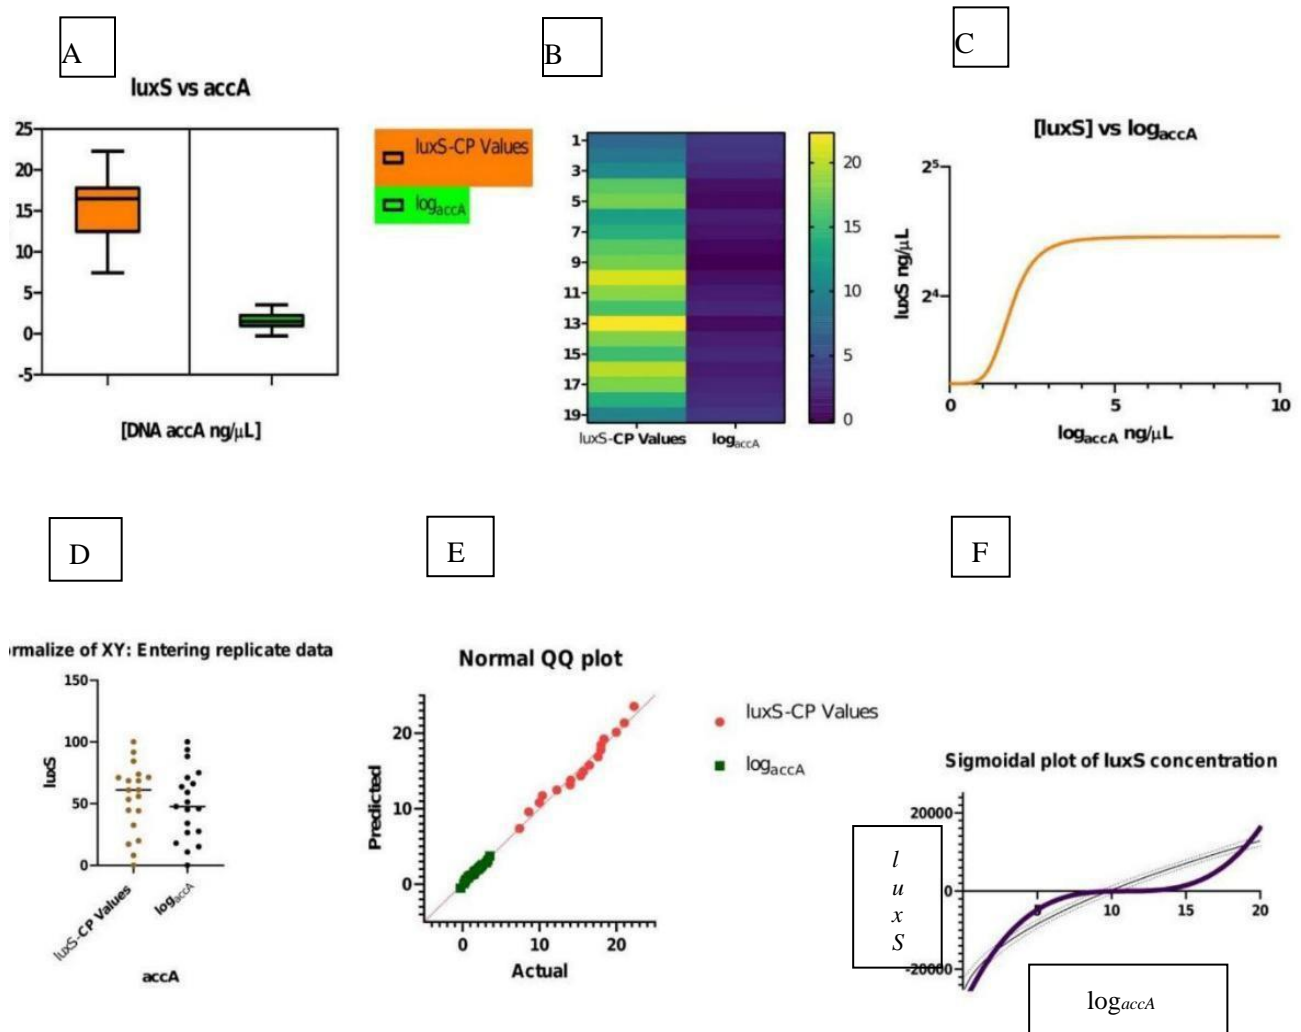 A
luxS vs accA
25
20
15
10
5
0
-5
[DNA accA ng/μL]
luxS-CP Values
logaccA
B
1
3
5
7
9
11
13
15
17
19
luxS-CP Values
logaccA
20
15
10
5
0
C
[luxS] vs logaccA
2⁵
2⁴
luxS ng/μL
0 5 10
logaccA ng/μL
D
ormalize of XY: Entering replicate data
150
100
50
0
luxS
luxS-CP Values
logaccA
accA
E
Normal QQ plot
20
10
0
Predicted
0 10 20
Actual
luxS-CP Values
logaccA
F
Sigmoidal plot of luxS concentration
20000
0
-20000
l
u
x
S
5 10 15 20
logaccA